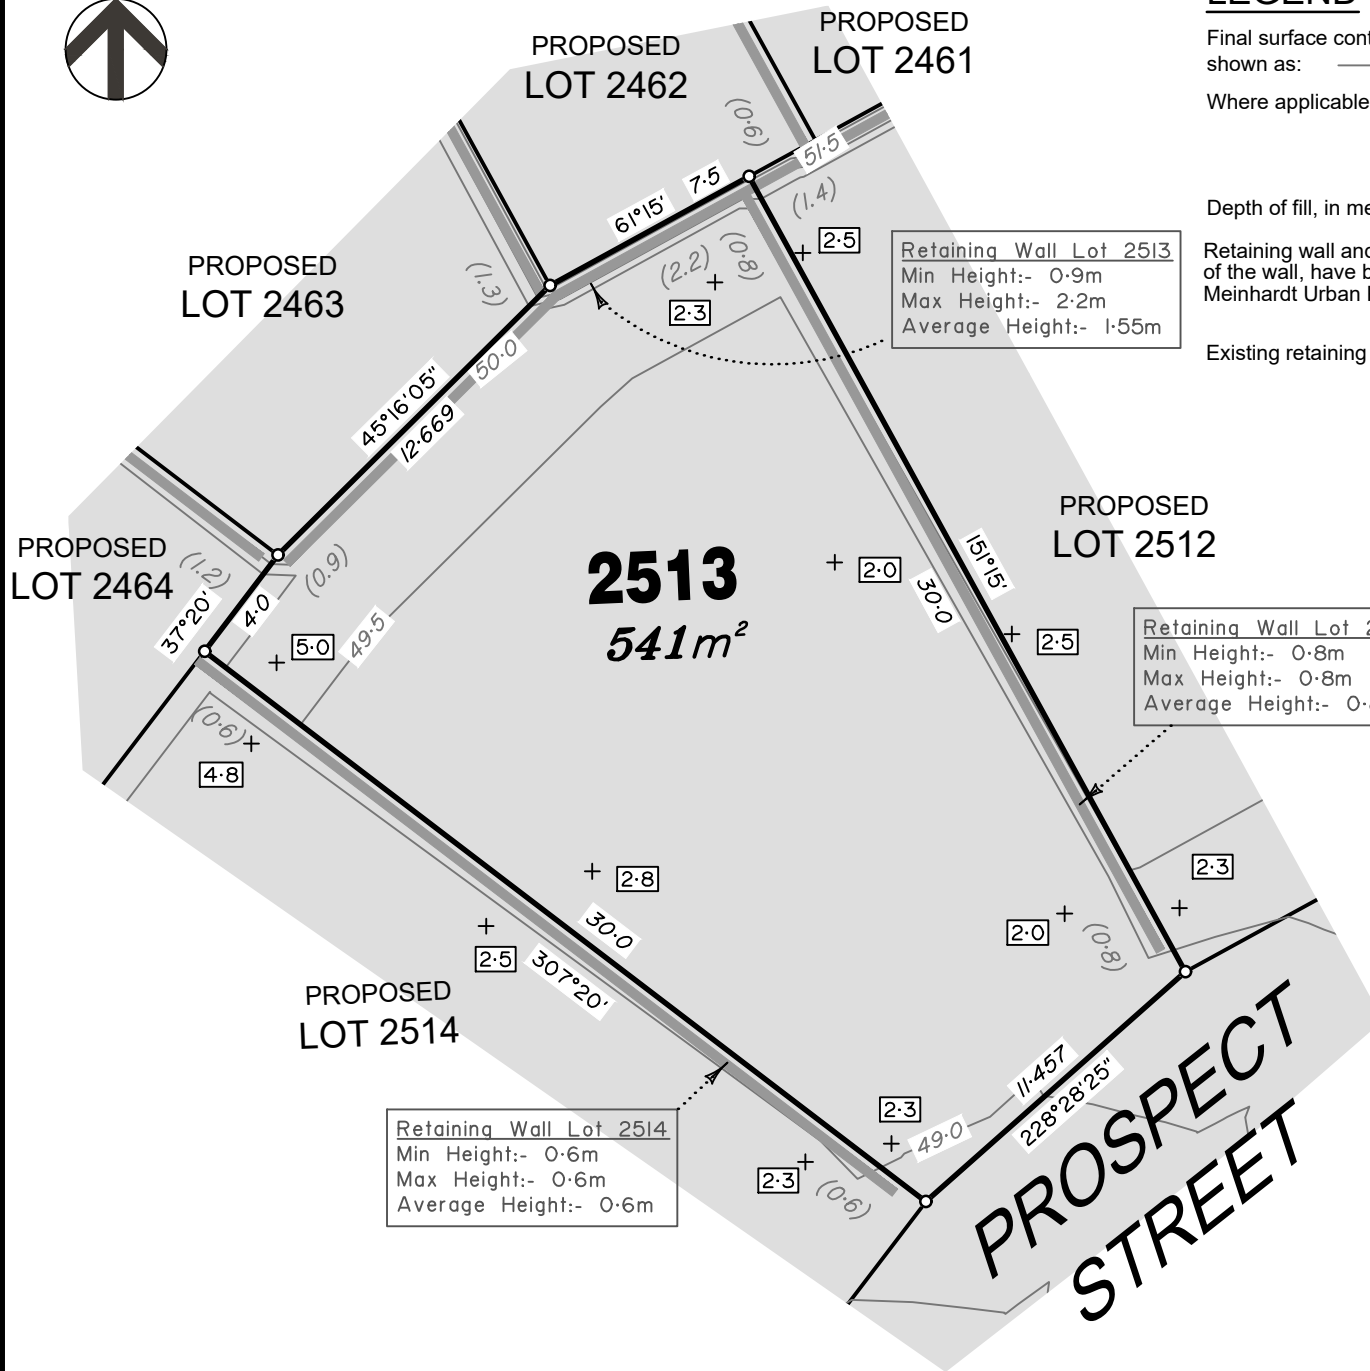 LEGEND
Final surface cont
shown as:
Where applicable
Depth of fill, in me
Retaining wall and
of the wall, have b
Meinhardt Urban
Existing retaining
PROPOSED
LOT 2461
PROPOSED
LOT 2462
PROPOSED
LOT 2463
PROPOSED
LOT 2464
PROPOSED
LOT 2512
PROPOSED
LOT 2514
2513
541m²
(0.6)
51.5
7.5
61°15'
(1.4)
2.5
(2.2)
(0.8)
2.3
(1.3)
50.0
45°16'05"
12.669
Retaining Wall Lot 2513
Min Height:- 0.9m
Max Height:- 2.2m
Average Height:- 1.55m
(1.2)
(0.9)
37°20'
4.0
5.0
49.5
2.0
151°15'
30.0
2.5
Retaining Wall Lot
Min Height:- 0.8m
Max Height:- 0.8m
Average Height:- 0.
(0.6)
4.8
2.8
30.0
2.5
307°20'
2.3
2.0
(0.8)
11.457
228°28'25"
2.3
49.0
2.3
(0.6)
Retaining Wall Lot 2514
Min Height:- 0.6m
Max Height:- 0.6m
Average Height:- 0.6m
PROSPECT
STREET